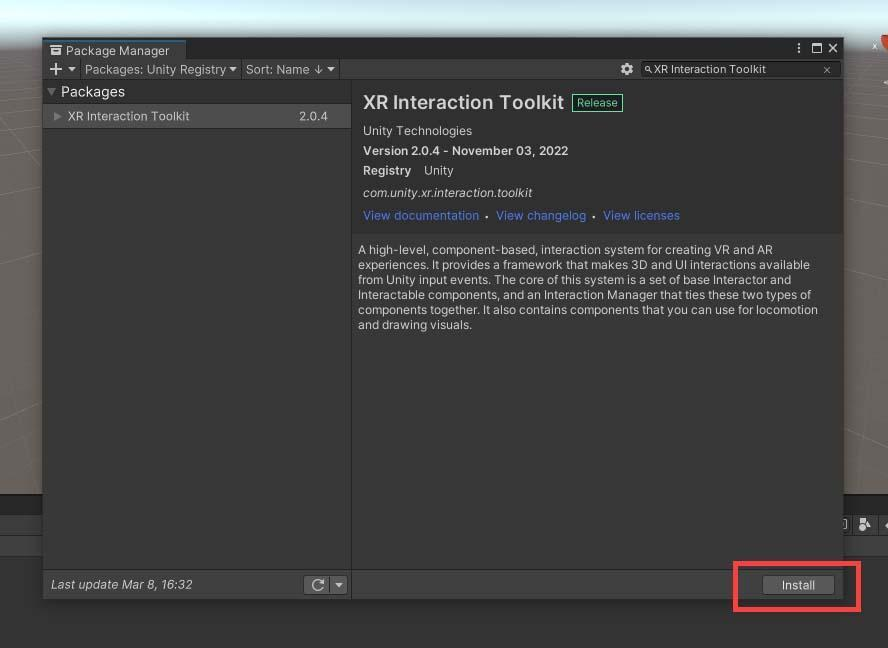 Package Manager
Packages: Unity Registry
Sort: Name ↓
XR Interaction Toolkit
Packages
XR Interaction Toolkit 2.0.4
XR Interaction Toolkit Release
Unity Technologies
Version 2.0.4 - November 03, 2022
Registry Unity
com.unity.xr.interaction.toolkit
View documentation • View changelog • View licenses
A high-level, component-based, interaction system for creating VR and AR
experiences. It provides a framework that makes 3D and UI interactions available
from Unity input events. The core of this system is a set of base Interactor and
Interactable components, and an Interaction Manager that ties these two types of
components together. It also contains components that you can use for locomotion
and drawing visuals.
Last update Mar 8, 16:32
Install
x